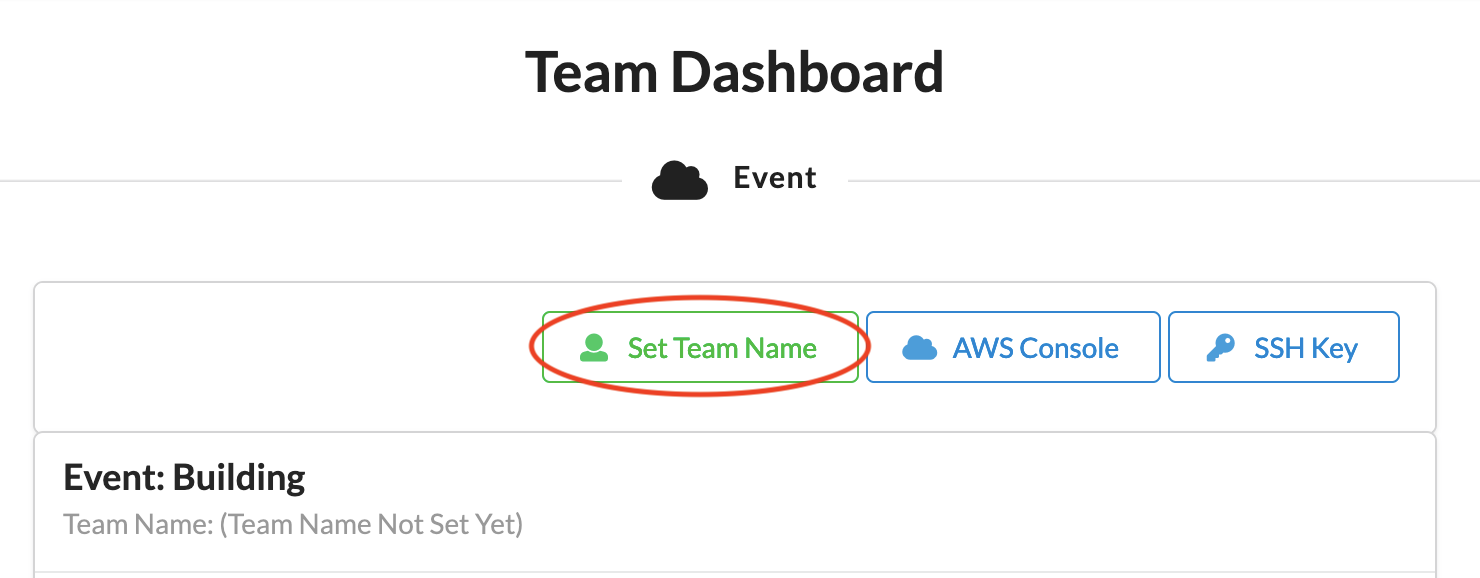 Team Dashboard
Event
Set Team Name AWS Console SSH Key
Event: Building
Team Name: (Team Name Not Set Yet)